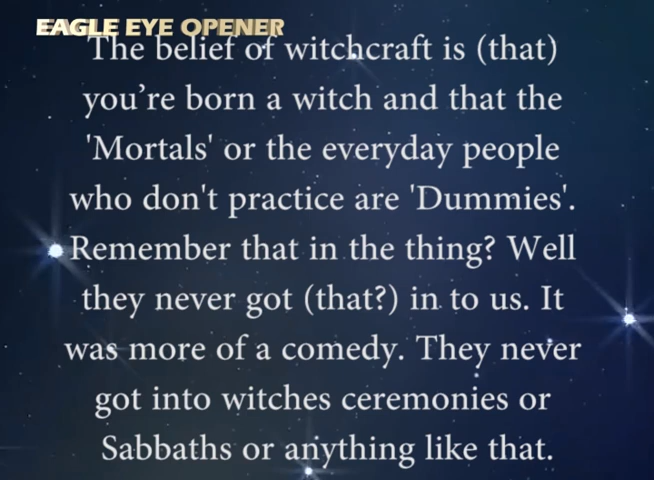 EAGLE EYE OPENER
The belief of witchcraft is (that)
you're born a witch and that the
'Mortals' or the everyday people
who don't practice are 'Dummies'.
Remember that in the thing? Well
they never got (that?) in to us. It
was more of a comedy. They never
got into witches ceremonies or
Sabbaths or anything like that.